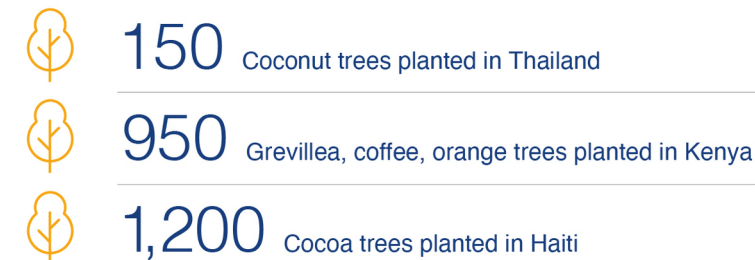 150 Coconut trees planted in Thailand
950 Grevillea, coffee, orange trees planted in Kenya
1,200 Cocoa trees planted in Haiti